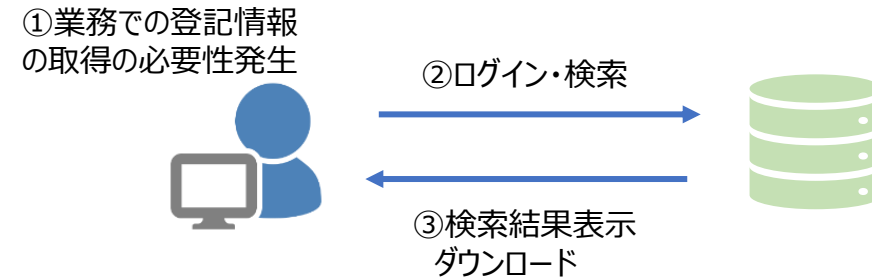 ①業務での登記情報
の取得の必要性発生
②ログイン・検索
③検索結果表示
ダウンロード